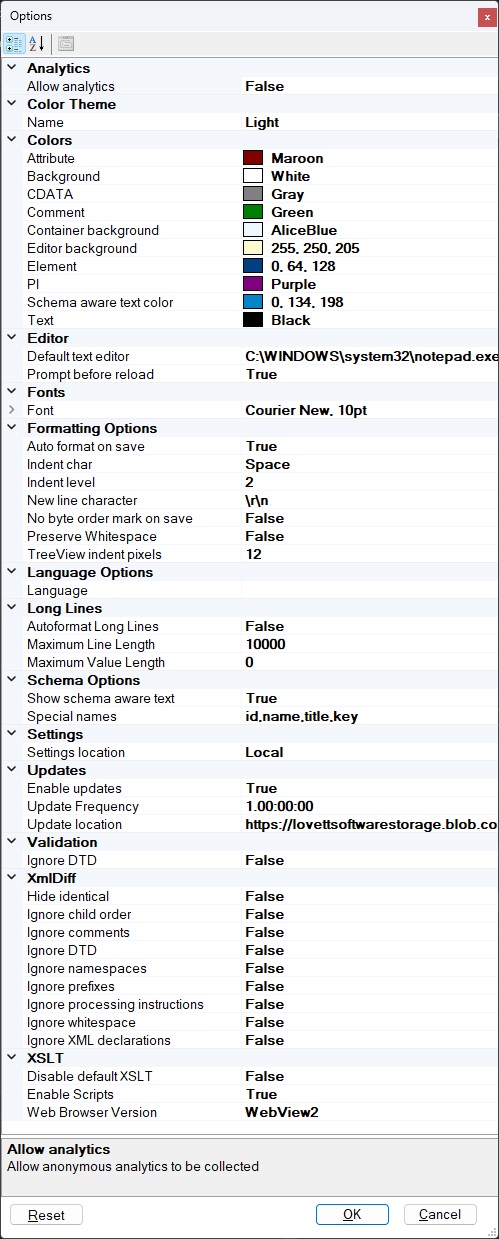 Options
Analytics
Allow analytics False
Color Theme
Name Light
Colors
Attribute Maroon
Background White
CDATA Gray
Comment Green
Container background AliceBlue
Editor background 255, 250, 205
Element 0, 64, 128
PI Purple
Schema aware text color 0, 134, 198
Text Black
Editor
Default text editor C:\WINDOWS\system32\notepad.exe
Prompt before reload True
Fonts
Font Courier New, 10pt
Formatting Options
Auto format on save True
Indent char Space
Indent level 2
New line character \r\n
No byte order mark on save False
Preserve Whitespace False
TreeView indent pixels 12
Language Options
Language
Long Lines
Autoformat Long Lines False
Maximum Line Length 10000
Maximum Value Length 0
Schema Options
Show schema aware text True
Special names id,name,title,key
Settings
Settings location Local
Updates
Enable updates True
Update Frequency 1.00:00:00
Update location https://lovettsoftwarestorage.blob.co
Validation
Ignore DTD False
XmlDiff
Hide identical False
Ignore child order False
Ignore comments False
Ignore DTD False
Ignore namespaces False
Ignore prefixes False
Ignore processing instructions False
Ignore whitespace False
Ignore XML declarations False
XSLT
Disable default XSLT False
Enable Scripts True
Web Browser Version WebView2
Allow analytics
Allow anonymous analytics to be collected
Reset OK Cancel